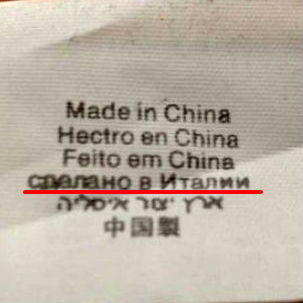 Made in China
Hectro en China
Feito em China
сделано в Италии
ארץ יצור איטליה
中国製